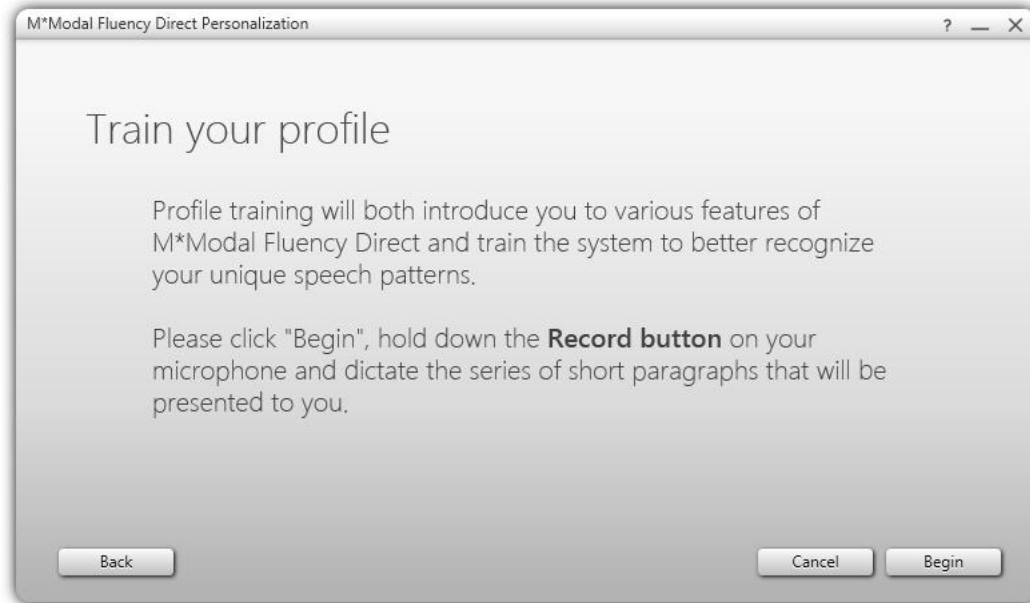 M*Modal Fluency Direct Personalization ? — X
Train your profile
Profile training will both introduce you to various features of
M*Modal Fluency Direct and train the system to better recognize
your unique speech patterns.
Please click "Begin", hold down the Record button on your
microphone and dictate the series of short paragraphs that will be
presented to you.
Back Cancel Begin